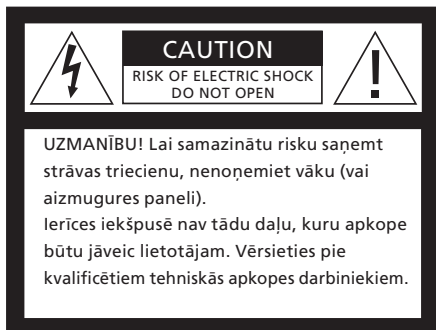 CAUTION
RISK OF ELECTRIC SHOCK
DO NOT OPEN
UZMANĪBU! Lai samazinātu risku saņemt
strāvas triecienu, nenoņemiet vāku (vai
aizmugures paneli).
Ierīces iekšpusē nav tādu daļu, kuru apkope
būtu jāveic lietotājam. Vērsieties pie
kvalificētiem tehniskās apkopes darbiniekiem.